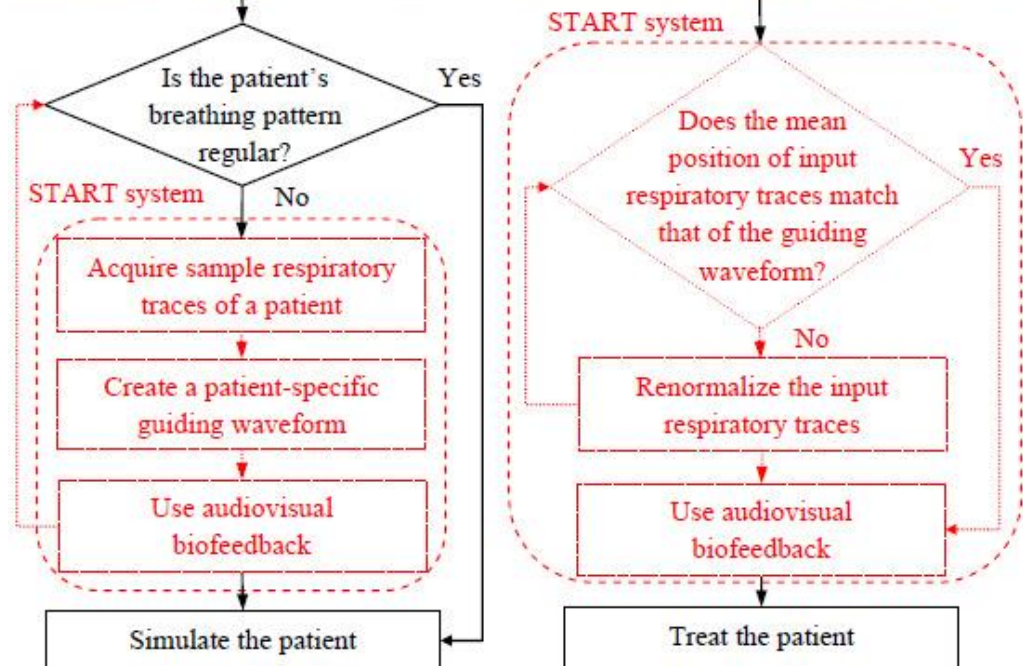 Is the patient’s
breathing pattern
regular?
Yes
START system
No
Acquire sample respiratory
traces of a patient
Create a patient-specific
guiding waveform
Use audiovisual
biofeedback
Simulate the patient
START system
Does the mean
position of input
respiratory traces match
that of the guiding
waveform?
Yes
No
Renormalize the input
respiratory traces
Use audiovisual
biofeedback
Treat the patient